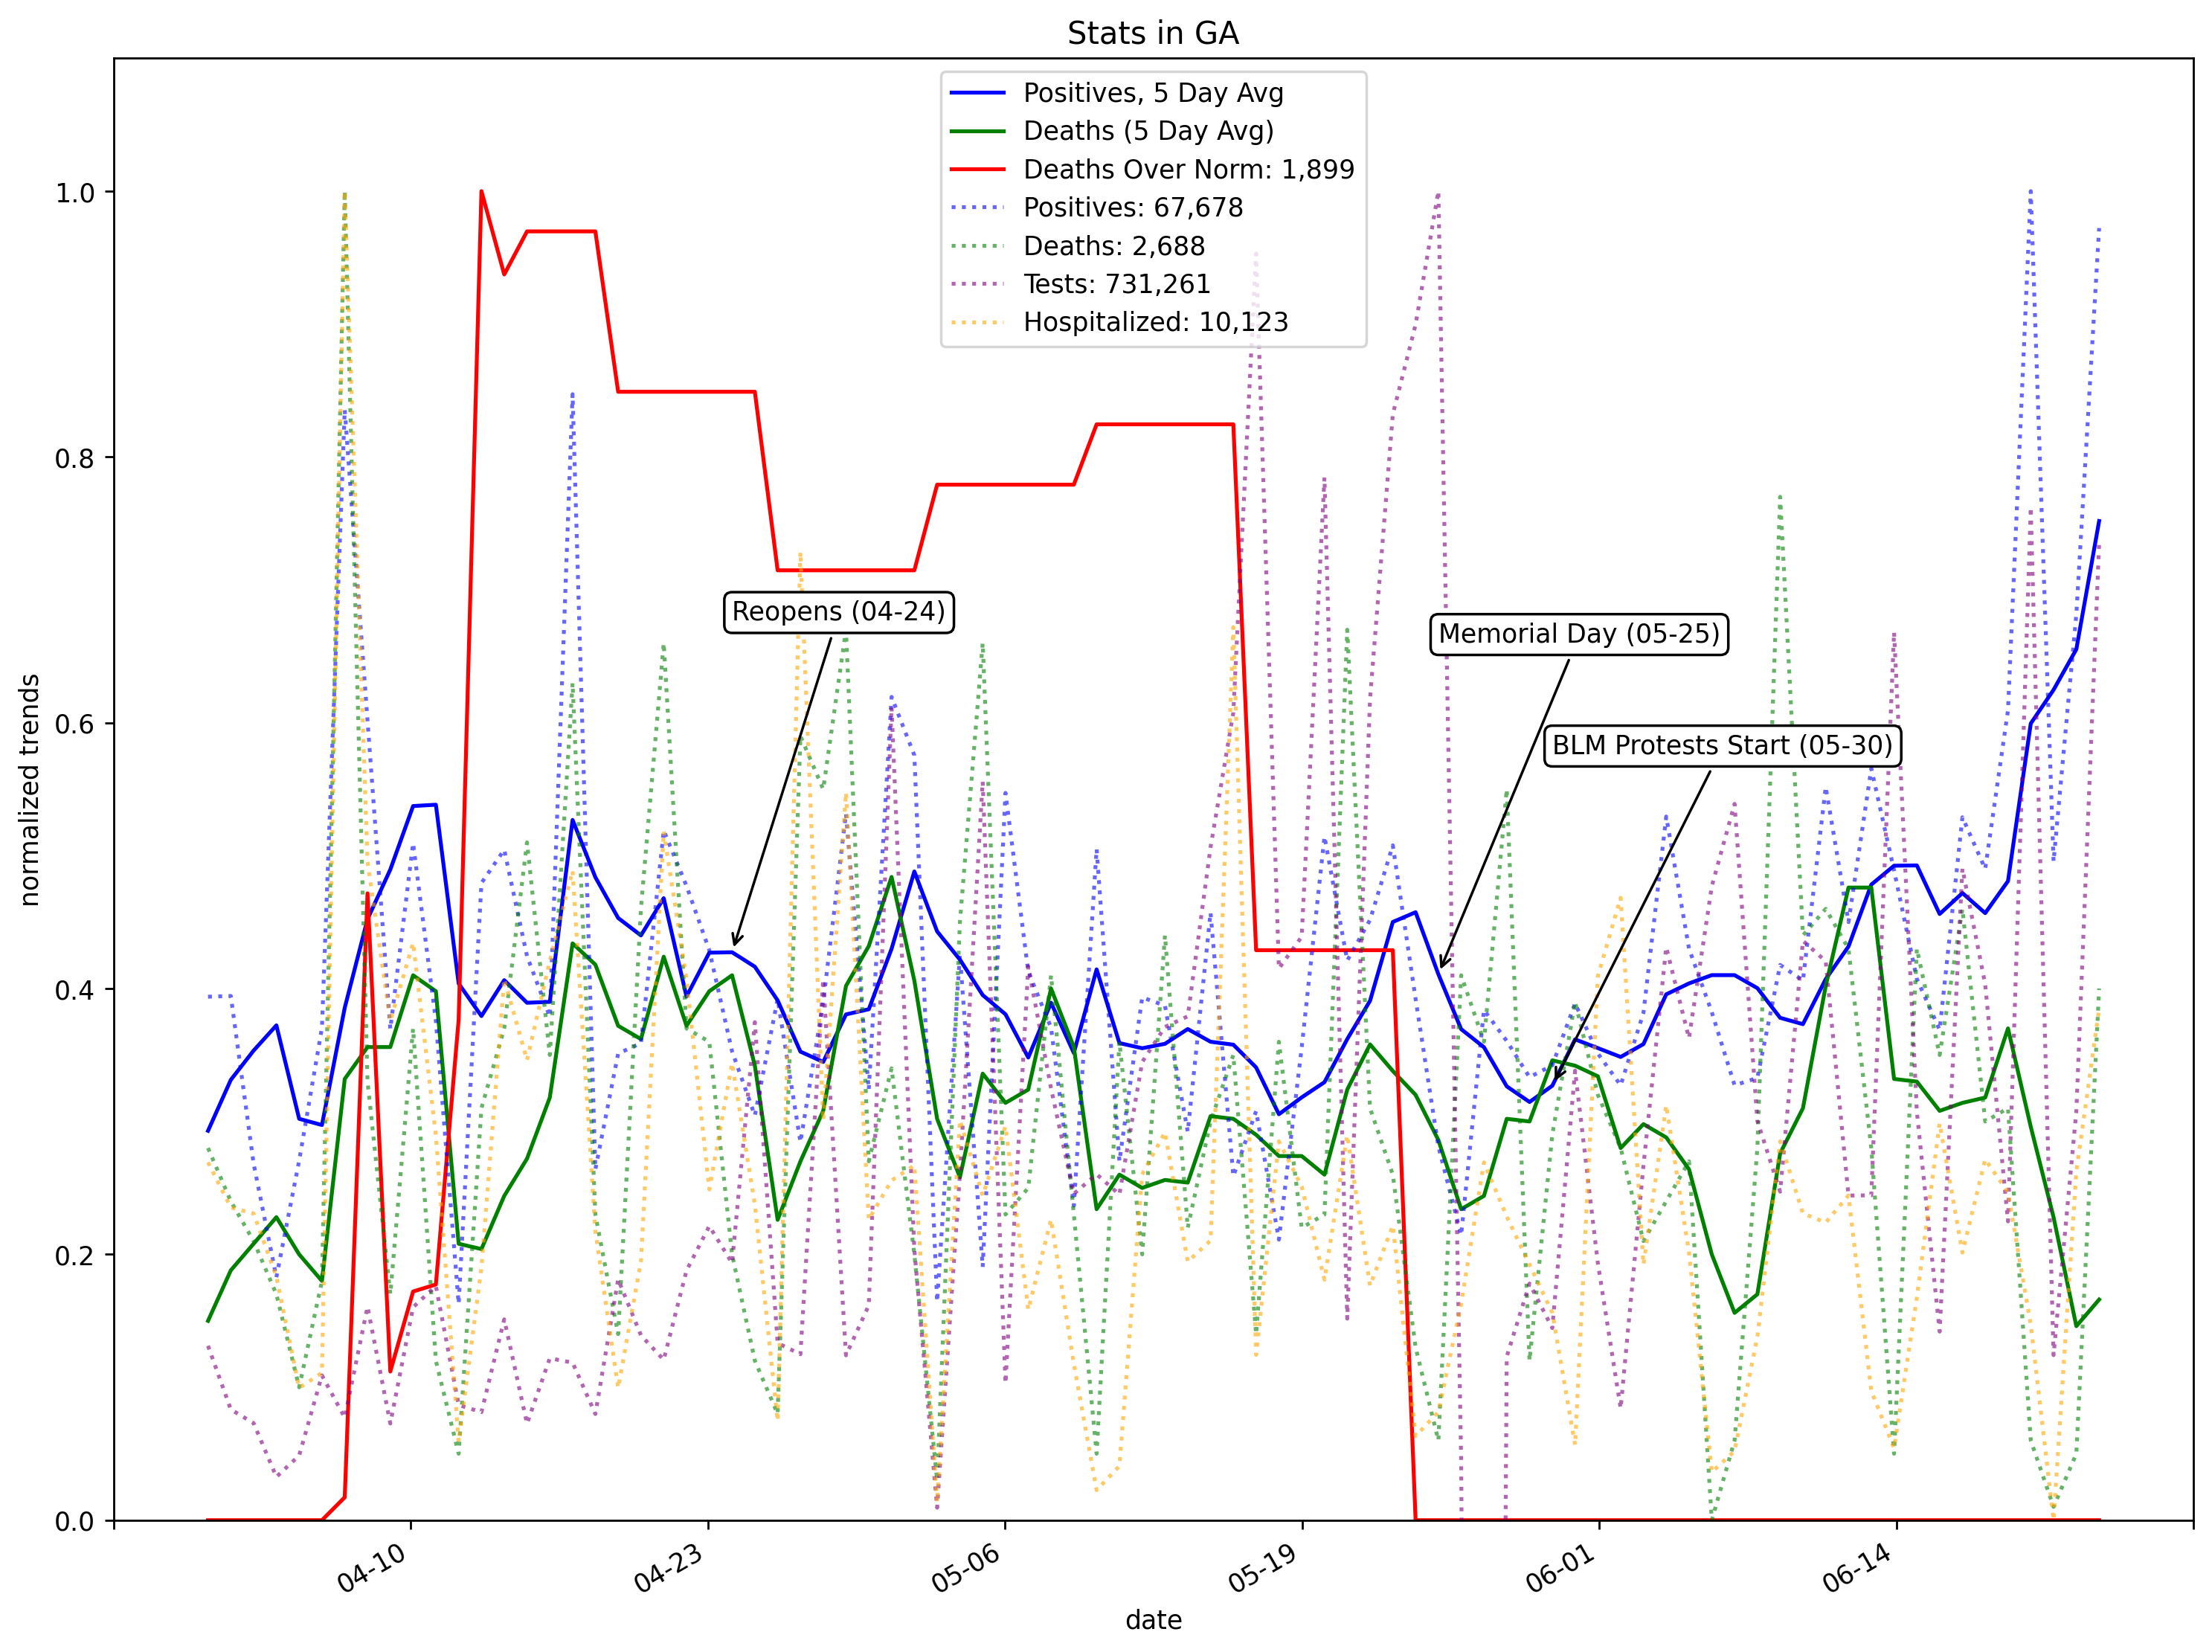 Stats in GA
Positives, 5 Day Avg
Deaths (5 Day Avg)
Deaths Over Norm: 1,899
Positives: 67,678
Deaths: 2,688
Tests: 731,261
Hospitalized: 10,123
normalized trends
1.0
0.8
0.6
0.4
0.2
0.0
Reopens (04-24)
Memorial Day (05-25)
BLM Protests Start (05-30)
04-10
04-23
05-06
05-19
06-01
06-14
date